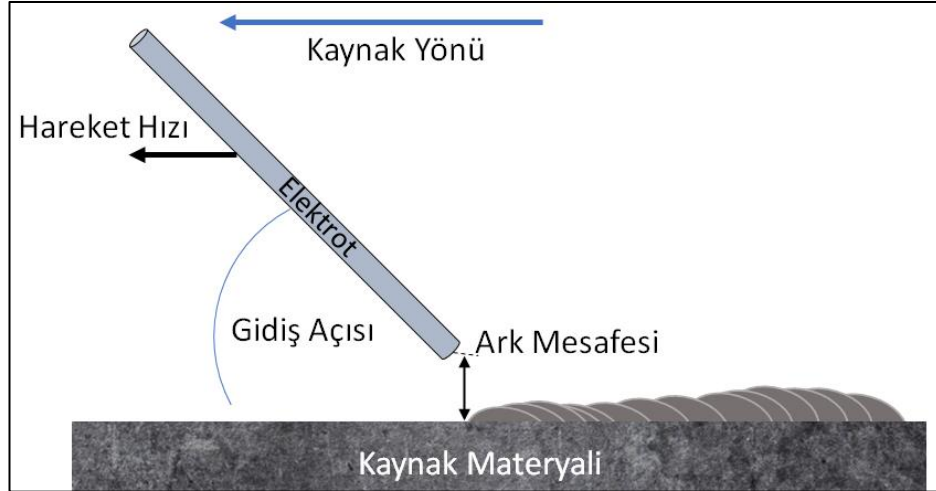 Kaynak Yönü
Hareket Hızı
Elektrot
Gidiş Açısı
Ark Mesafesi
Kaynak Materyali